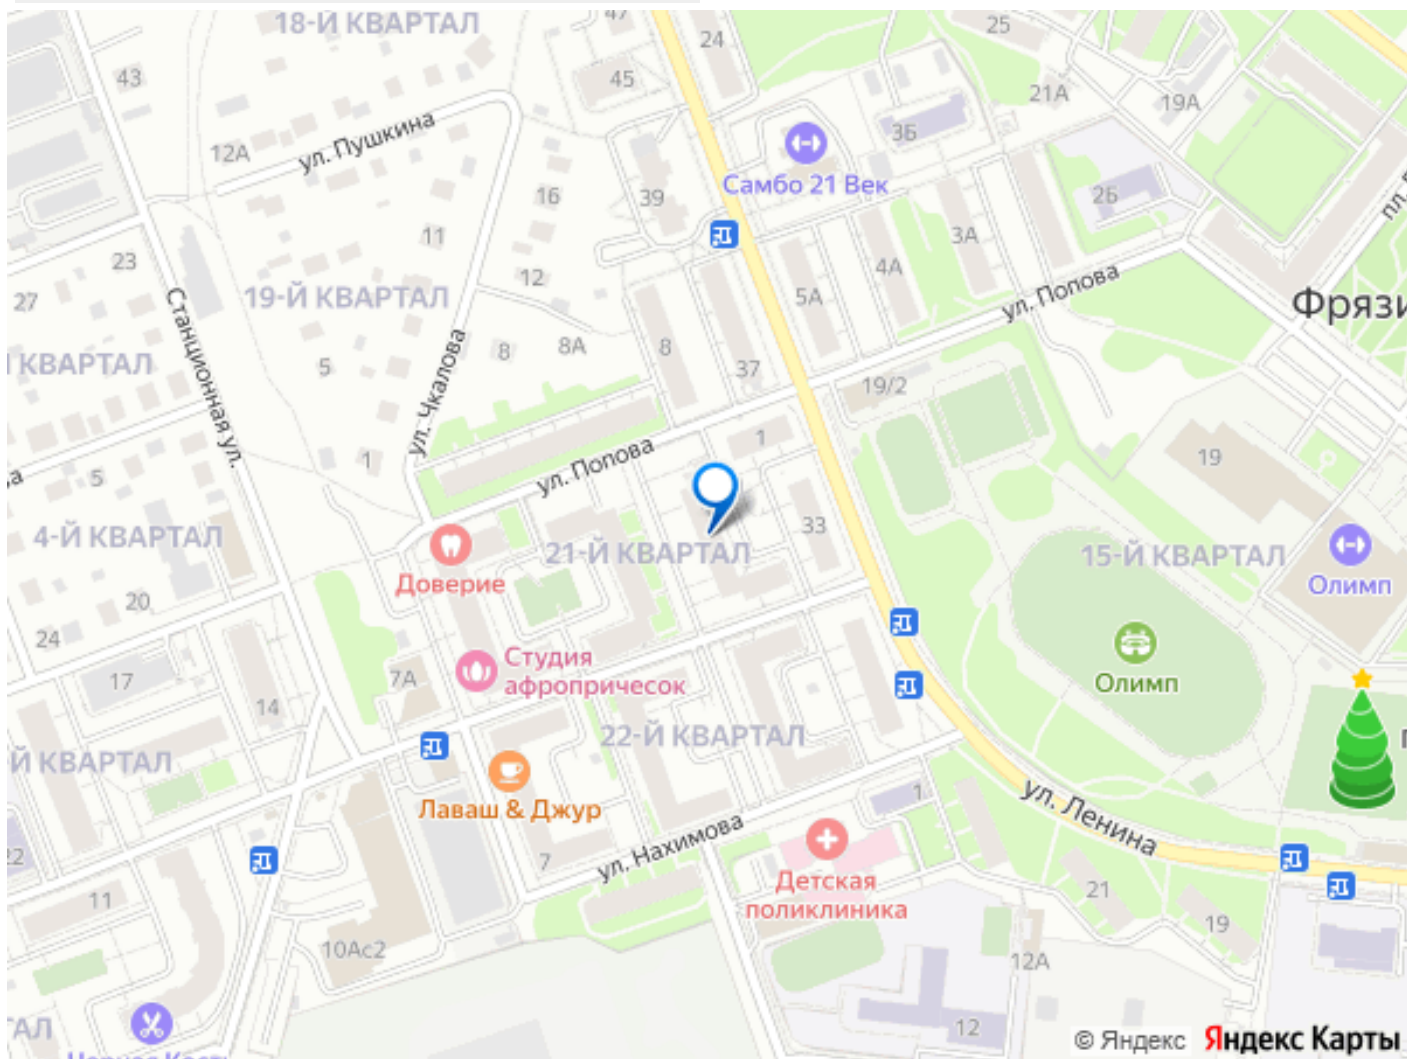 18-Й КВАРТАЛ
47
24
25
43
45
21А
19А
ул. Пушкина
12А
3Б
Самбо 21 Век
2Б
16
39
11
3А
23
12
4А
27
19-Й КВАРТАЛ
5А
ул. Попова
Фрязи
Станционная ул.
8
8А
8
5
37
19/2
КВАРТАЛ
ул. Чкалова
1
1
ул. Попова
19
5
33
4-Й КВАРТАЛ
21-Й КВАРТАЛ
15-Й КВАРТАЛ
Доверие
Олимп
20
24
Студия
афропричесок
17
7А
14
Олимп
22-Й КВАРТАЛ
Й КВАРТАЛ
Лаваш & Джур
1
ул. Ленина
22
7
ул. Нахимова
Детская
поликлиника
21
11
19
10Ас2
12А
12
АЛ
© Яндекс
Яндекс Карты